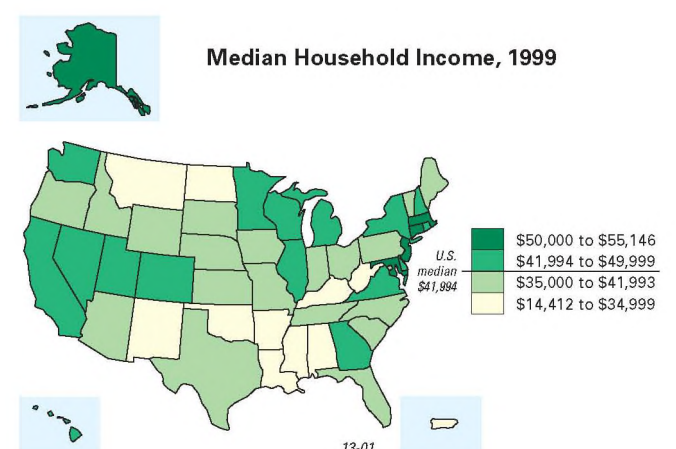 Median Household Income, 1999
$50,000 to $55,146
U.S.
median
$41,994
$41,994 to $49,999
$35,000 to $41,993
$14,412 to $34,999
13-01